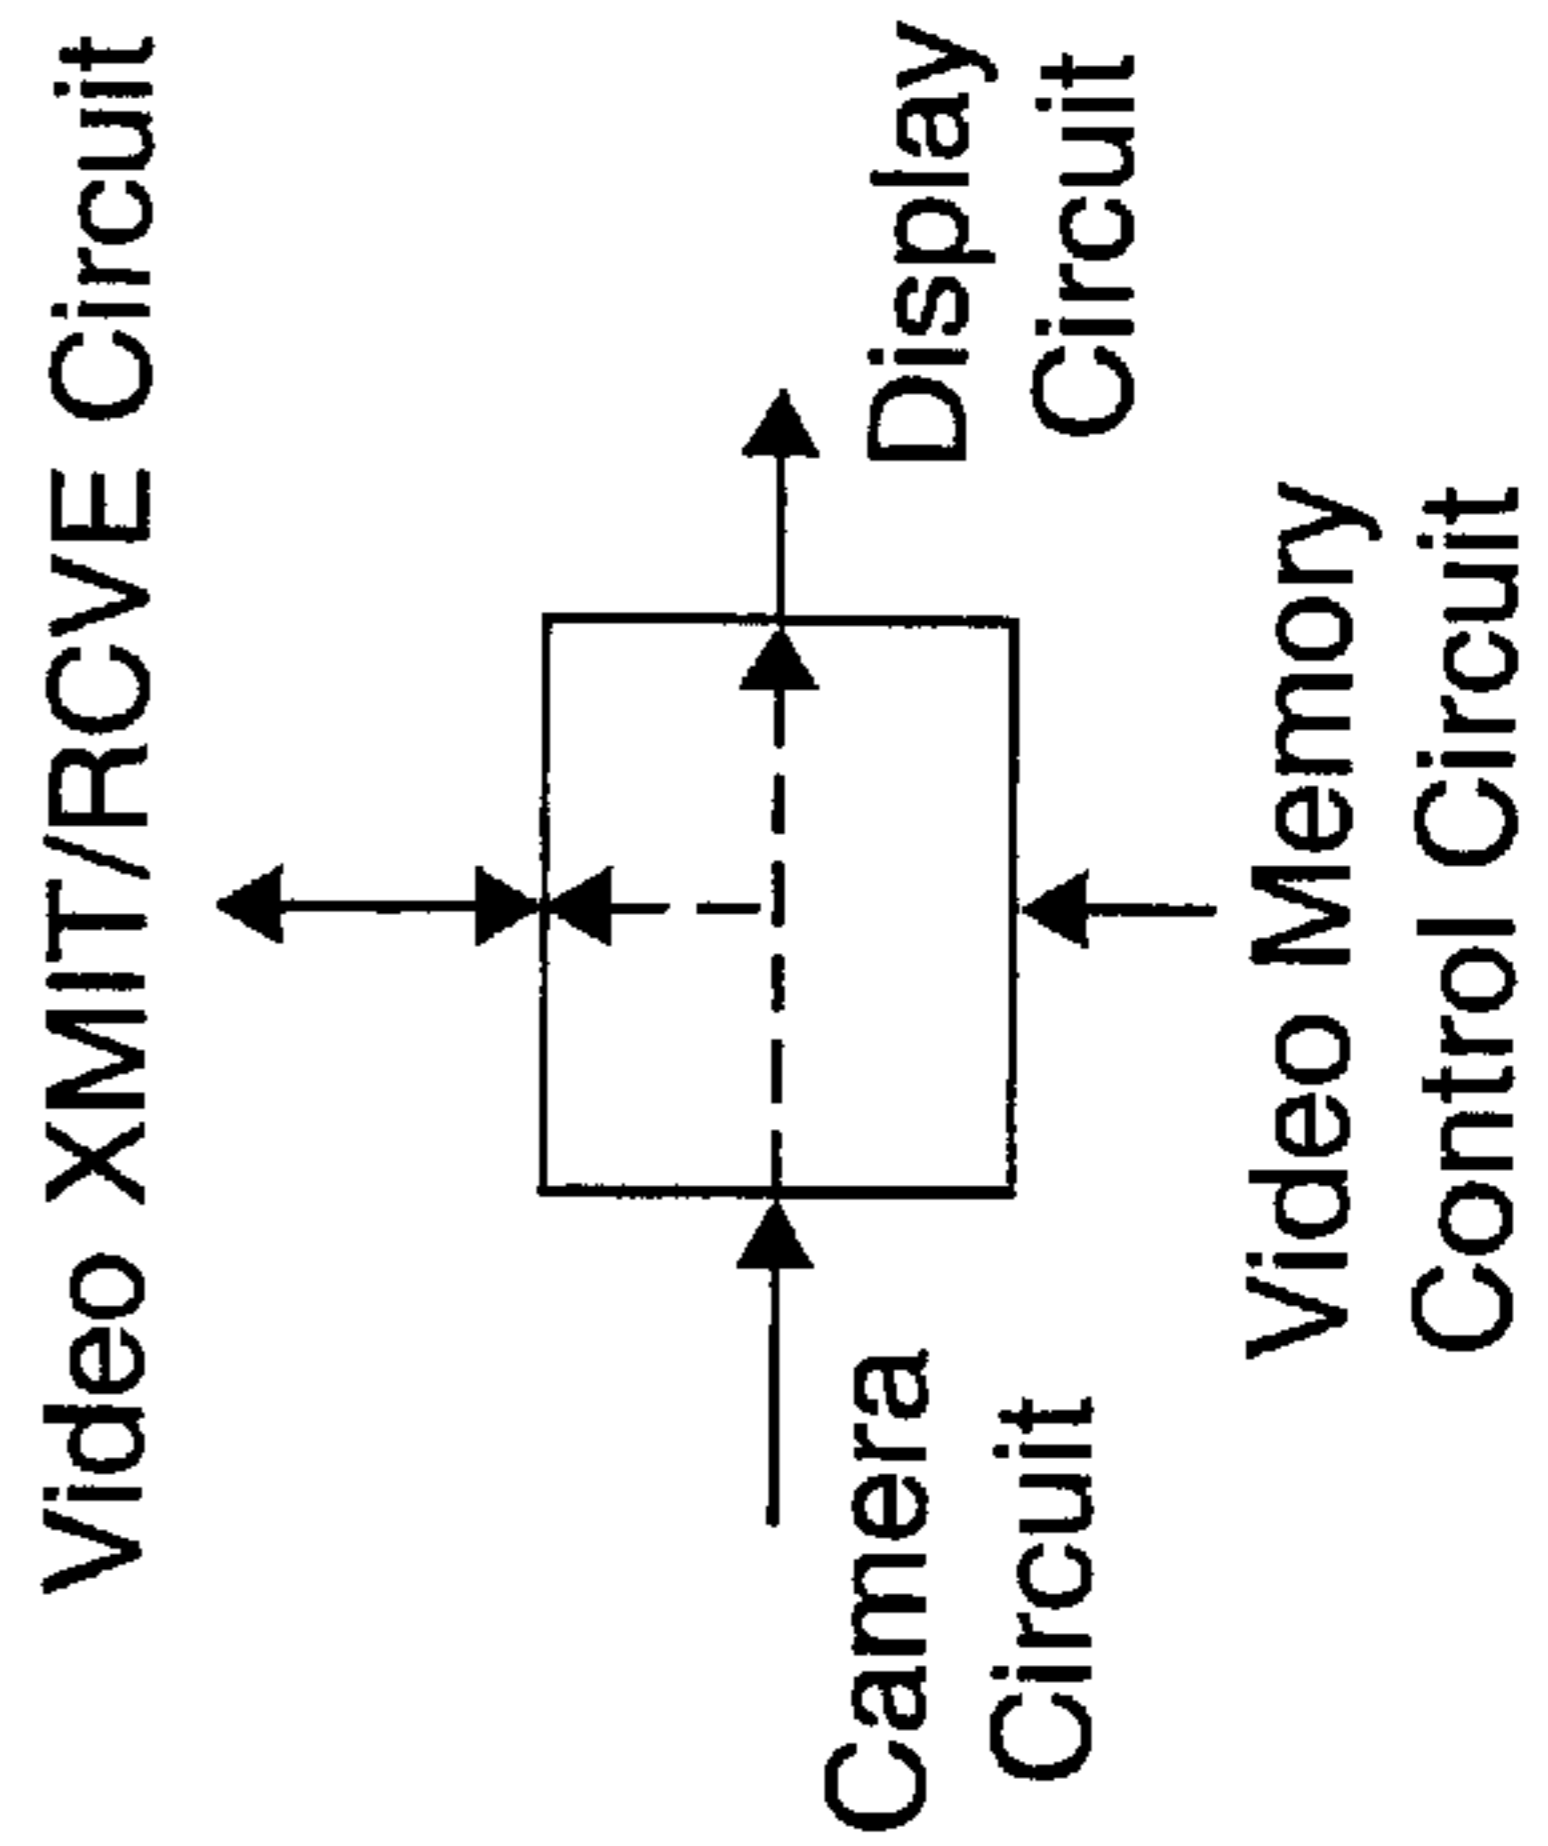 Video XMIT/RCVE Circuit
Camera
Circuit
Display
Circuit
Video Memory
Control Circuit